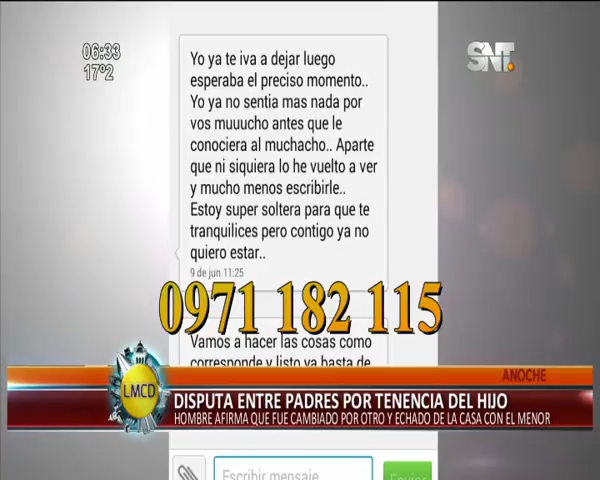 06:33
17º2
SNT.
Yo ya te iva a dejar luego
esperaba el preciso momento..
Yo ya no sentia mas nada por
vos muuucho antes que le
conociera al muchacho.. Aparte
que ni siquiera lo he vuelto a ver
y mucho menos escribirle..
Estoy super soltera para que te
tranquilices pero contigo ya no
quiero estar..
9 de jun 11:25
0971 182 115
Vamos a hacer las cosas como
corresponde y listo ya basta de
ANOCHE
LMCD
DISPUTA ENTRE PADRES POR TENENCIA DEL HIJO
HOMBRE AFIRMA QUE FUE CAMBIADO POR OTRO Y ECHADO DE LA CASA CON EL MENOR
Escribir mensaje
Enviar